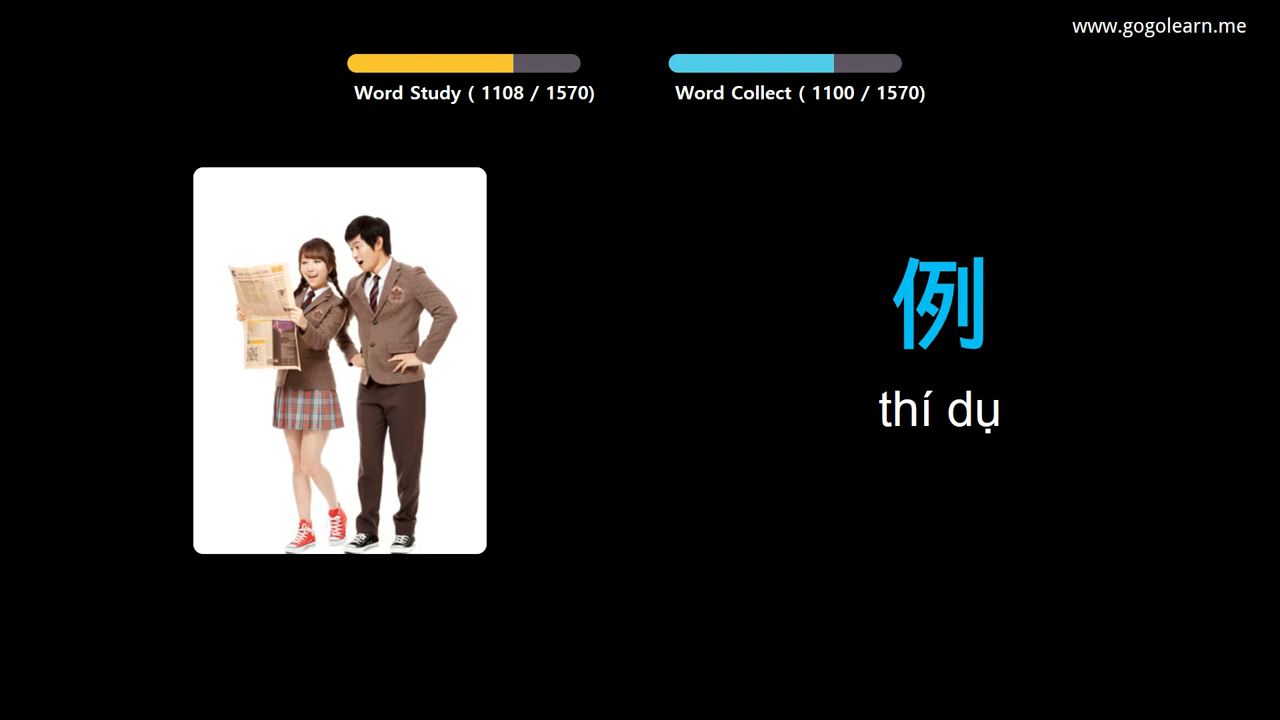 www.gogolearn.me
Word Study ( 1108 / 1570)
Word Collect ( 1100 / 1570)
例
thí dụ